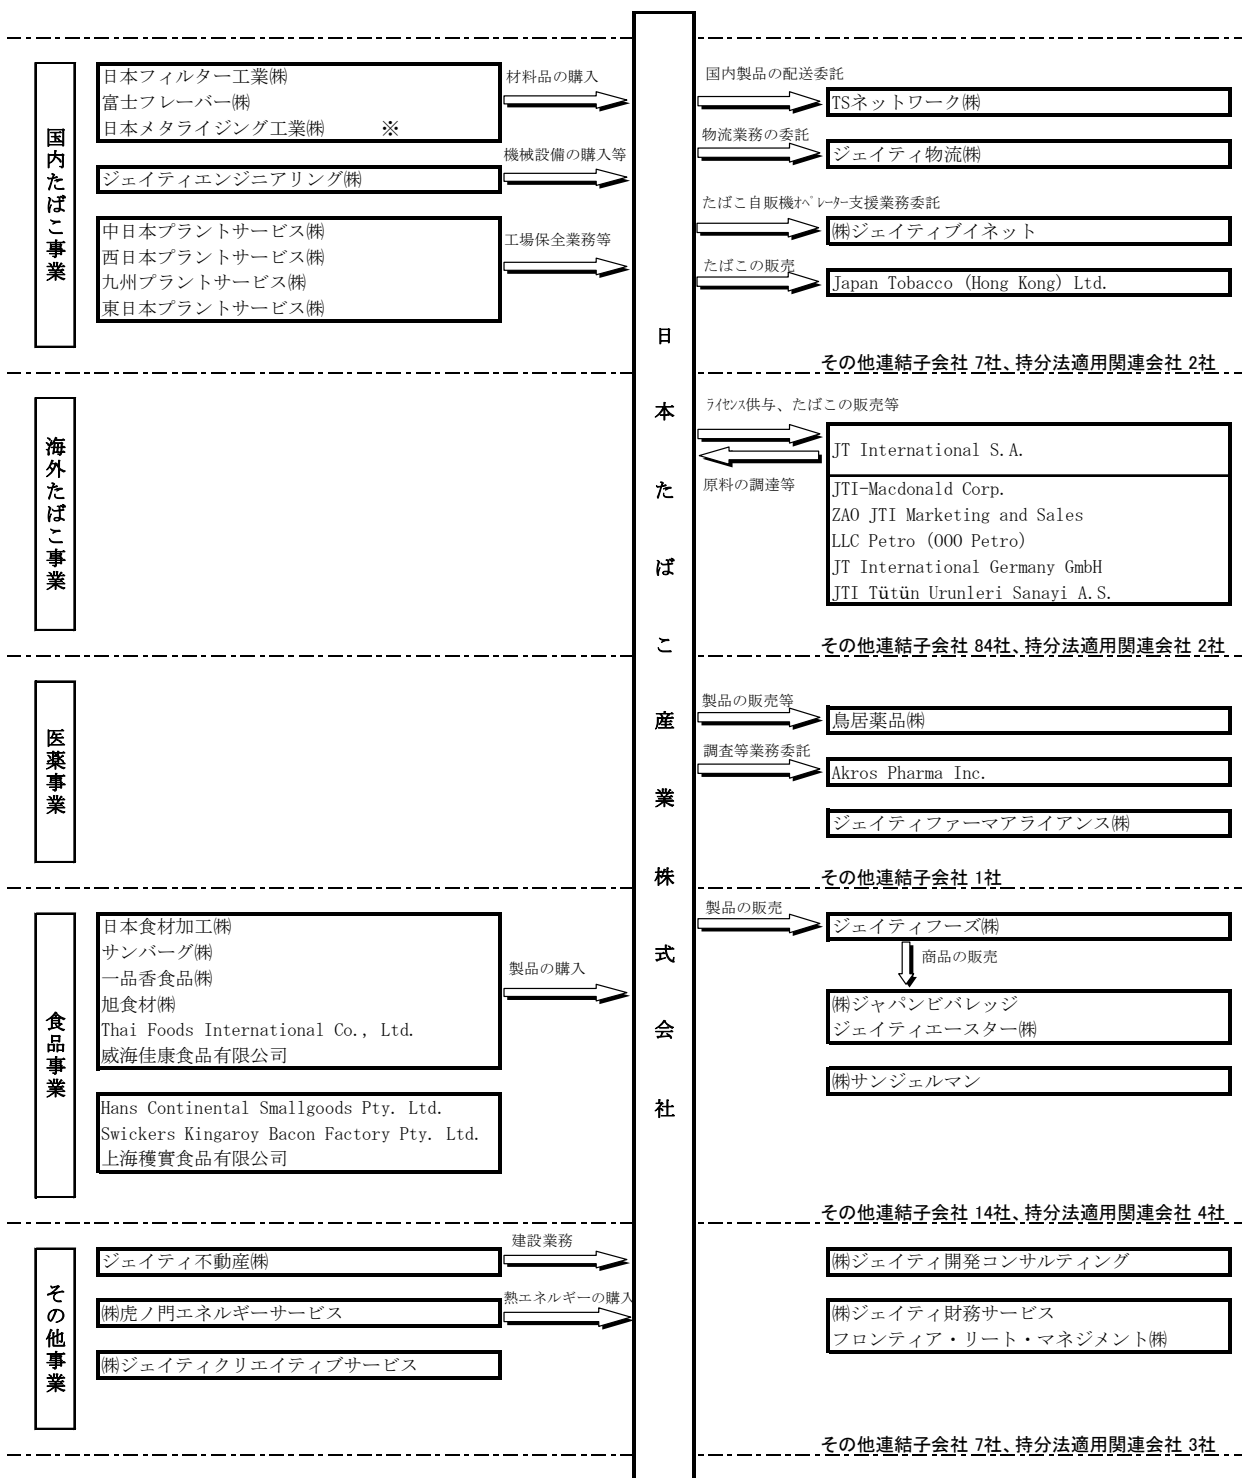 日本たばこ産業株式会社
国内たばこ事業
日本フィルター工業㈱
富士フレーバー㈱
日本メタライジング工業㈱　※
材料品の購入
ジェイティエンジニアリング㈱
機械設備の購入等
中日本プラントサービス㈱
西日本プラントサービス㈱
九州プラントサービス㈱
東日本プラントサービス㈱
工場保全業務等
国内製品の配送委託
TSネットワーク㈱
物流業務の委託
ジェイティ物流㈱
たばこ自販機ｵﾍﾟﾚｰﾀｰ支援業務委託
㈱ジェイティブイネット
たばこの販売
Japan Tobacco (Hong Kong) Ltd.
その他連結子会社 7社、持分法適用関連会社 2社
海外たばこ事業
ﾗｲｾﾝｽ供与、たばこの販売等
JT International S.A.
原料の調達等
JTI-Macdonald Corp.
ZAO JTI Marketing and Sales
LLC Petro (OOO Petro)
JT International Germany GmbH
JTI Tütün Urunleri Sanayi A.S.
その他連結子会社 84社、持分法適用関連会社 2社
医薬事業
製品の販売等
鳥居薬品㈱
調査等業務委託
Akros Pharma Inc.
ジェイティファーマアライアンス㈱
その他連結子会社 1社
食品事業
日本食材加工㈱
サンバーグ㈱
一品香食品㈱
旭食材㈱
Thai Foods International Co., Ltd.
威海佳康食品有限公司
製品の購入
Hans Continental Smallgoods Pty. Ltd.
Swickers Kingaroy Bacon Factory Pty. Ltd.
上海穫實食品有限公司
製品の販売
ジェイティフーズ㈱
商品の販売
㈱ジャパンビバレッジ
ジェイティエースター㈱
㈱サンジェルマン
その他連結子会社 14社、持分法適用関連会社 4社
その他事業
ジェイティ不動産㈱
建設業務
㈱虎ノ門エネルギーサービス
熱エネルギーの購入
㈱ジェイティクリエイティブサービス
㈱ジェイティ開発コンサルティング
㈱ジェイティ財務サービス
フロンティア・リート・マネジメント㈱
その他連結子会社 7社、持分法適用関連会社 3社